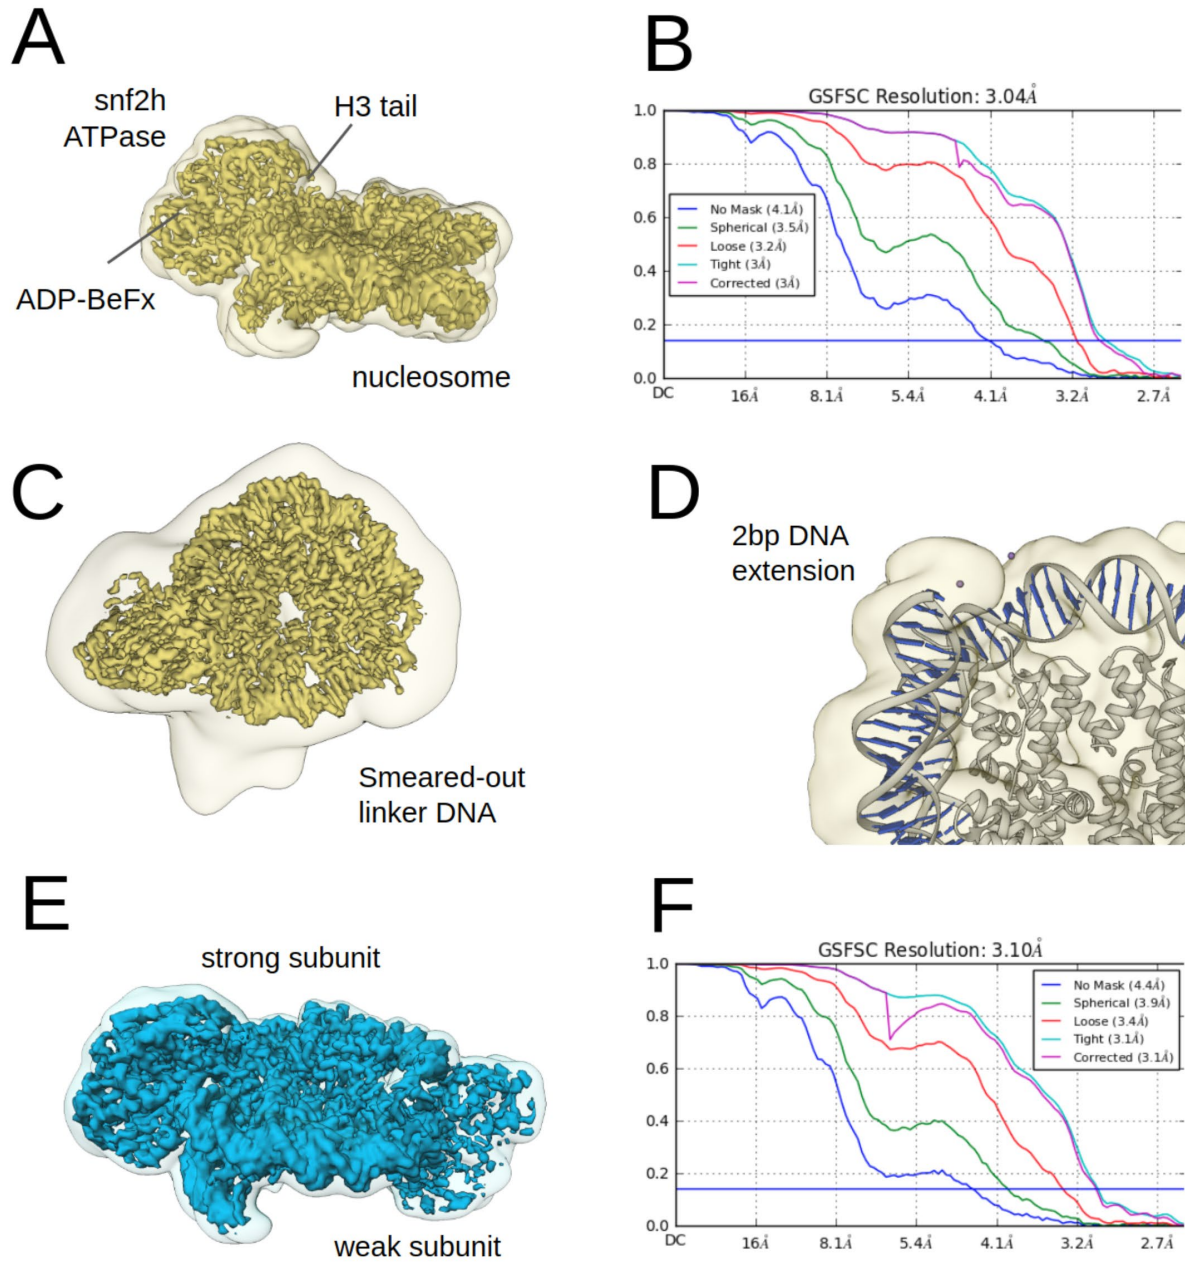 A
snf2h
ATPase
H3 tail
ADP-BeFx
nucleosome
B
GSFSC Resolution: 3.04Å
1.0
0.8
0.6
0.4
0.2
0.0
No Mask (4.1Å)
Spherical (3.5Å)
Loose (3.2Å)
Tight (3Å)
Corrected (3Å)
DC 16Å 8.1Å 5.4Å 4.1Å 3.2Å 2.7Å
C
Smeared-out
linker DNA
D
2bp DNA
extension
E
strong subunit
weak subunit
F
GSFSC Resolution: 3.10Å
1.0
0.8
0.6
0.4
0.2
0.0
No Mask (4.4Å)
Spherical (3.9Å)
Loose (3.4Å)
Tight (3.1Å)
Corrected (3.1Å)
DC 16Å 8.1Å 5.4Å 4.1Å 3.2Å 2.7Å